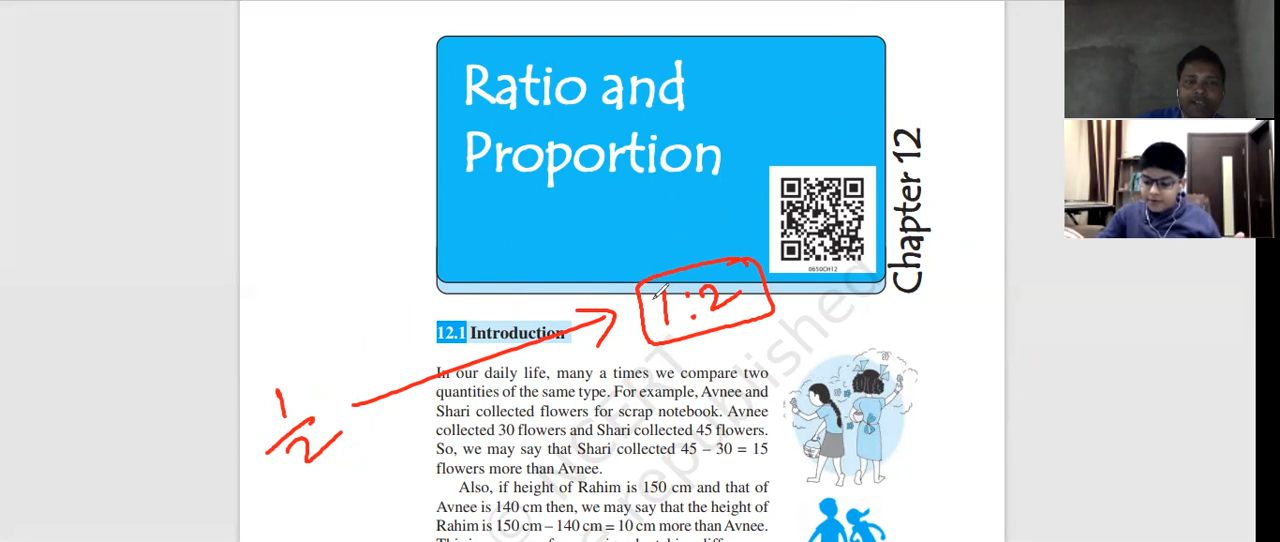 Ratio and
Proportion
Chapter 12
0650CH12
1:2
12.1 Introduction
1/2
In our daily life, many a times we compare two
quantities of the same type. For example, Avnee and
Shari collected flowers for scrap notebook. Avnee
collected 30 flowers and Shari collected 45 flowers.
So, we may say that Shari collected 45 – 30 = 15
flowers more than Avnee.
Also, if height of Rahim is 150 cm and that of
Avnee is 140 cm then, we may say that the height of
Rahim is 150 cm – 140 cm = 10 cm more than Avnee.
© NCERT
republished